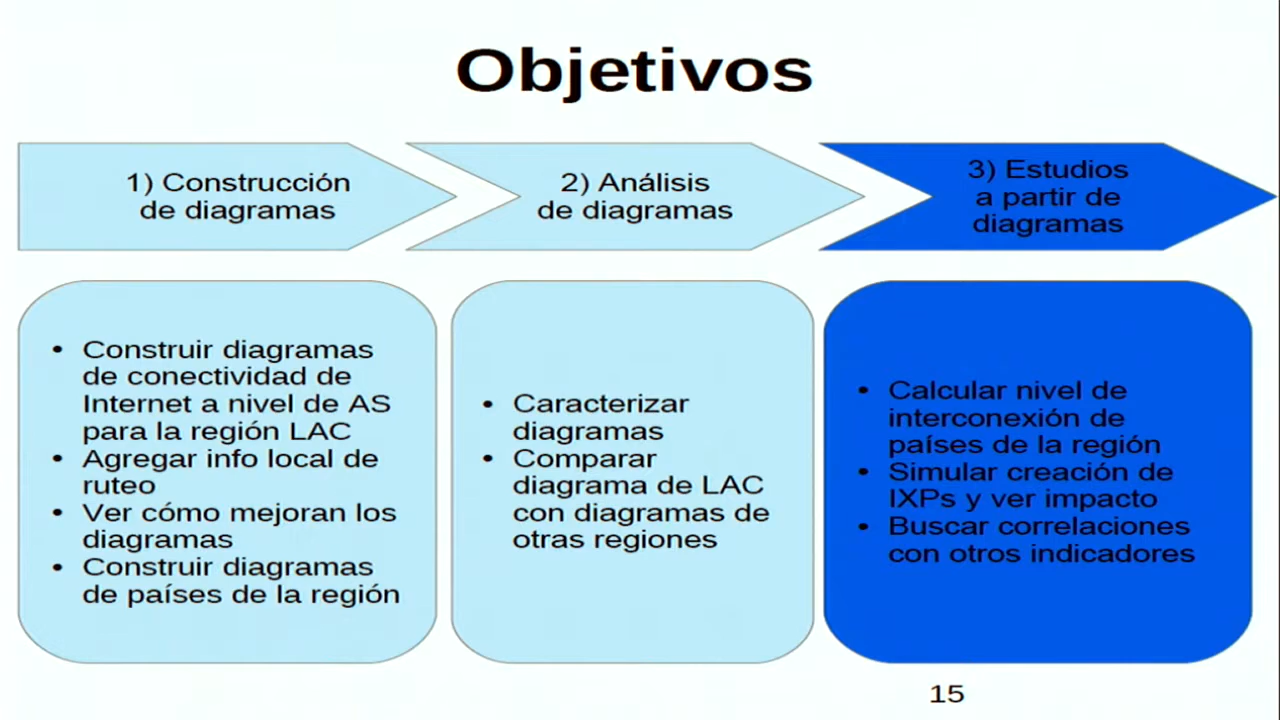 Objetivos
1) Construcción
de diagramas
2) Análisis
de diagramas
3) Estudios
a partir de
diagramas
• Construir diagramas
de conectividad de
Internet a nivel de AS
para la región LAC
• Agregar info local de
ruteo
• Ver cómo mejoran los
diagramas
• Construir diagramas
de países de la región
• Caracterizar
diagramas
• Comparar
diagrama de LAC
con diagramas de
otras regiones
• Calcular nivel de
interconexión de
países de la región
• Simular creación de
IXPs y ver impacto
• Buscar correlaciones
con otros indicadores
15